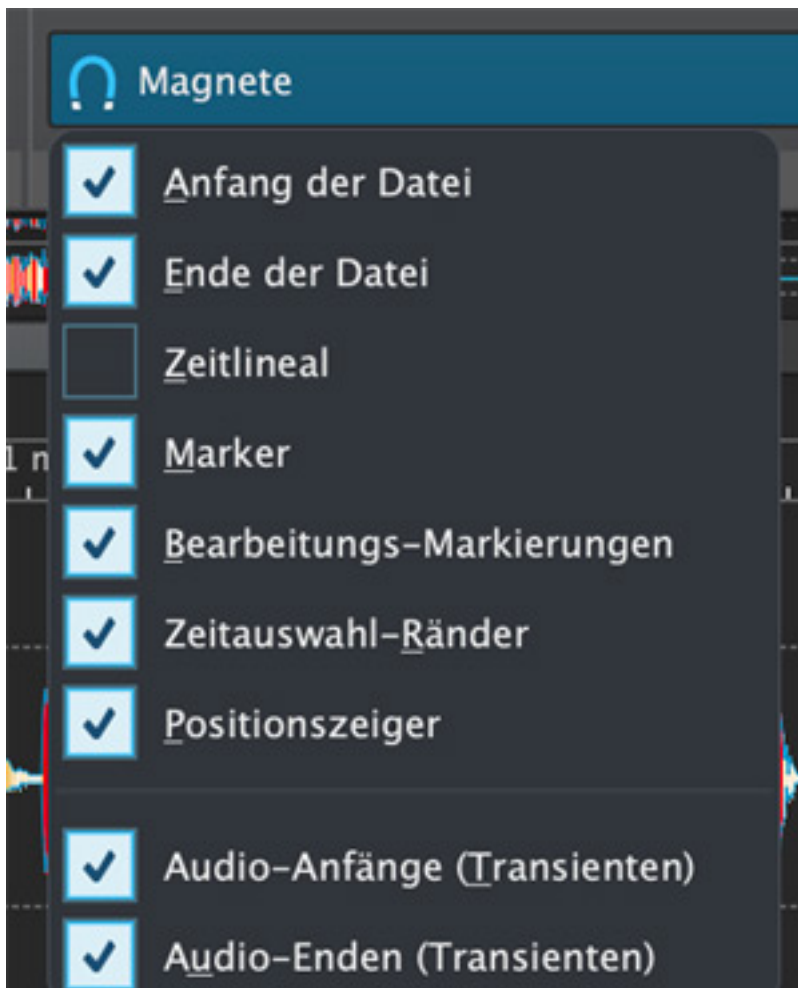 Magnete
Anfang der Datei
Ende der Datei
Zeitlineal
1 n
Marker
Bearbeitungs-Markierungen
Zeitauswahl-Ränder
Positionszeiger
Audio-Anfänge (Transienten)
Audio-Enden (Transienten)